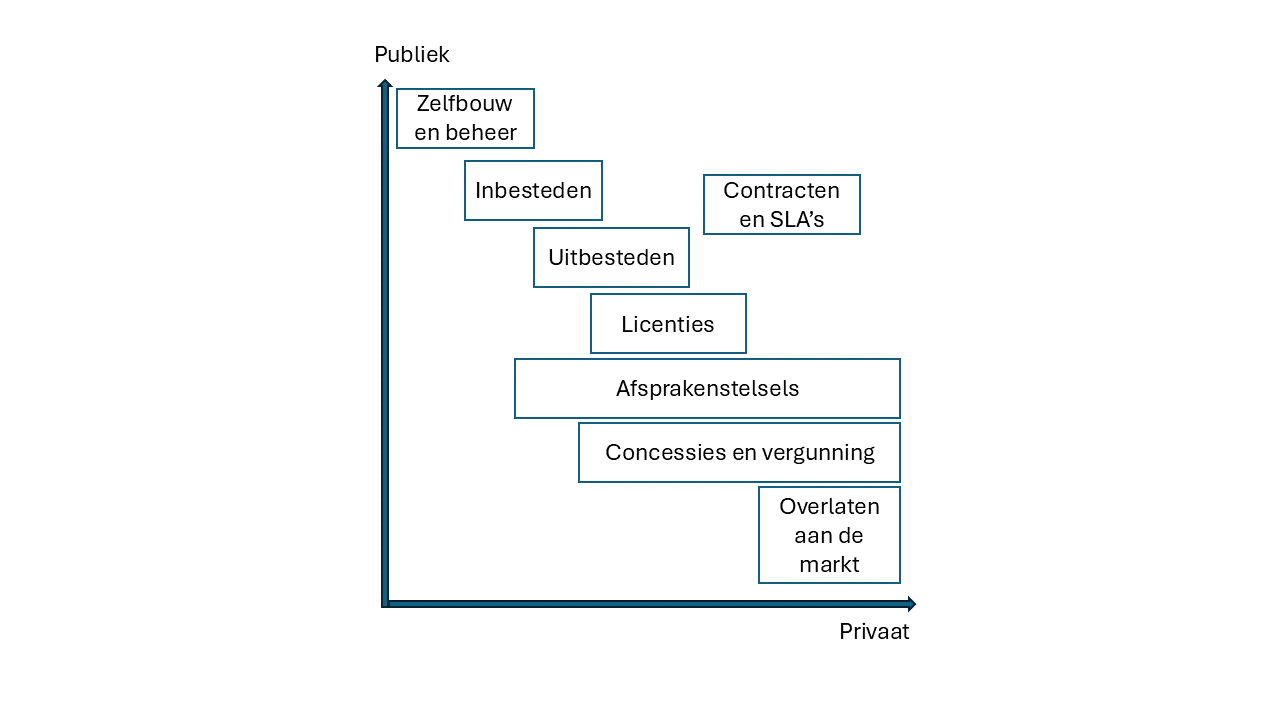 Publiek
Zelfbouw
en beheer
Inbesteden
Contracten
en SLA’s
Uitbesteden
Licenties
Afsprakenstelsels
Concessies en vergunning
Overlaten
aan de
markt
Privaat